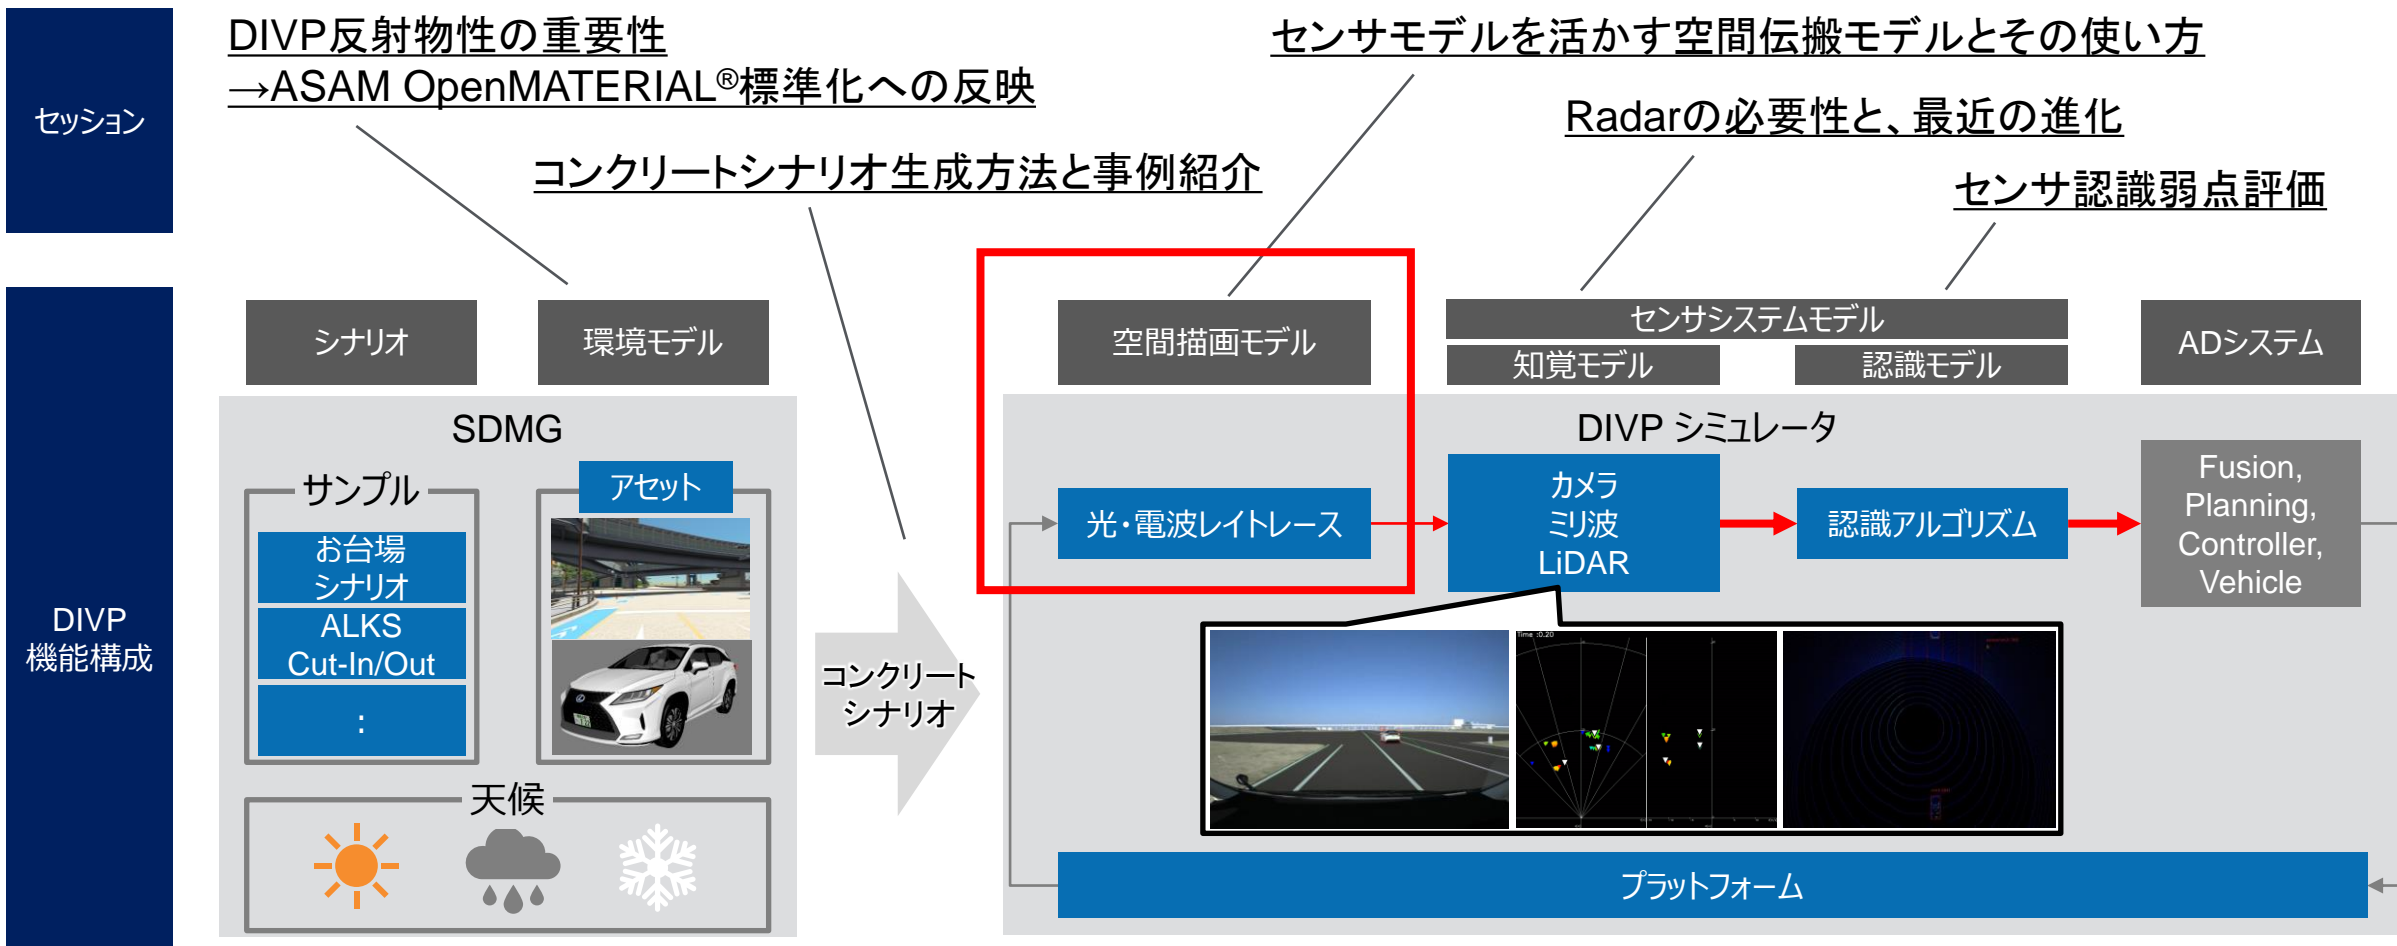 DIVP反射物性の重要性
→ASAM OpenMATERIAL®標準化への反映
センサモデルを活かす空間伝搬モデルとその使い方
Radarの必要性と、最近の進化
コンクリートシナリオ生成方法と事例紹介
センサ認識弱点評価
セッション
DIVP
機能構成
シナリオ
環境モデル
空間描画モデル
センサシステムモデル
知覚モデル
認識モデル
ADシステム
SDMG
サンプル
お台場
シナリオ
ALKS
Cut-In/Out
:
アセット
天候
コンクリート
シナリオ
DIVP シミュレータ
光・電波レイトレース
カメラ
ミリ波
LiDAR
認識アルゴリズム
Fusion,
Planning,
Controller,
Vehicle
Time :0.20
プラットフォーム